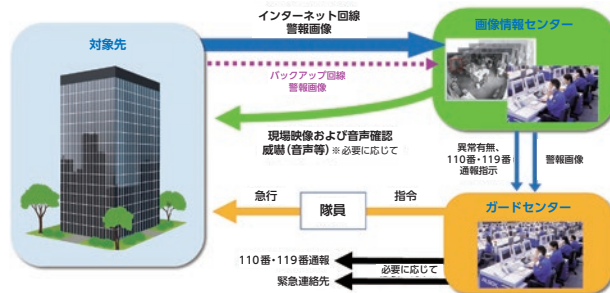 インターネット回線
警報画像
対象先
画像情報センター
バックアップ回線
警報画像
現場映像および音声確認
威嚇（音声等）※必要に応じて
異常有無、
110番・119番
通報指示
警報画像
急行
隊員
指令
ガードセンター
110番・119番通報
必要に応じて
緊急連絡先